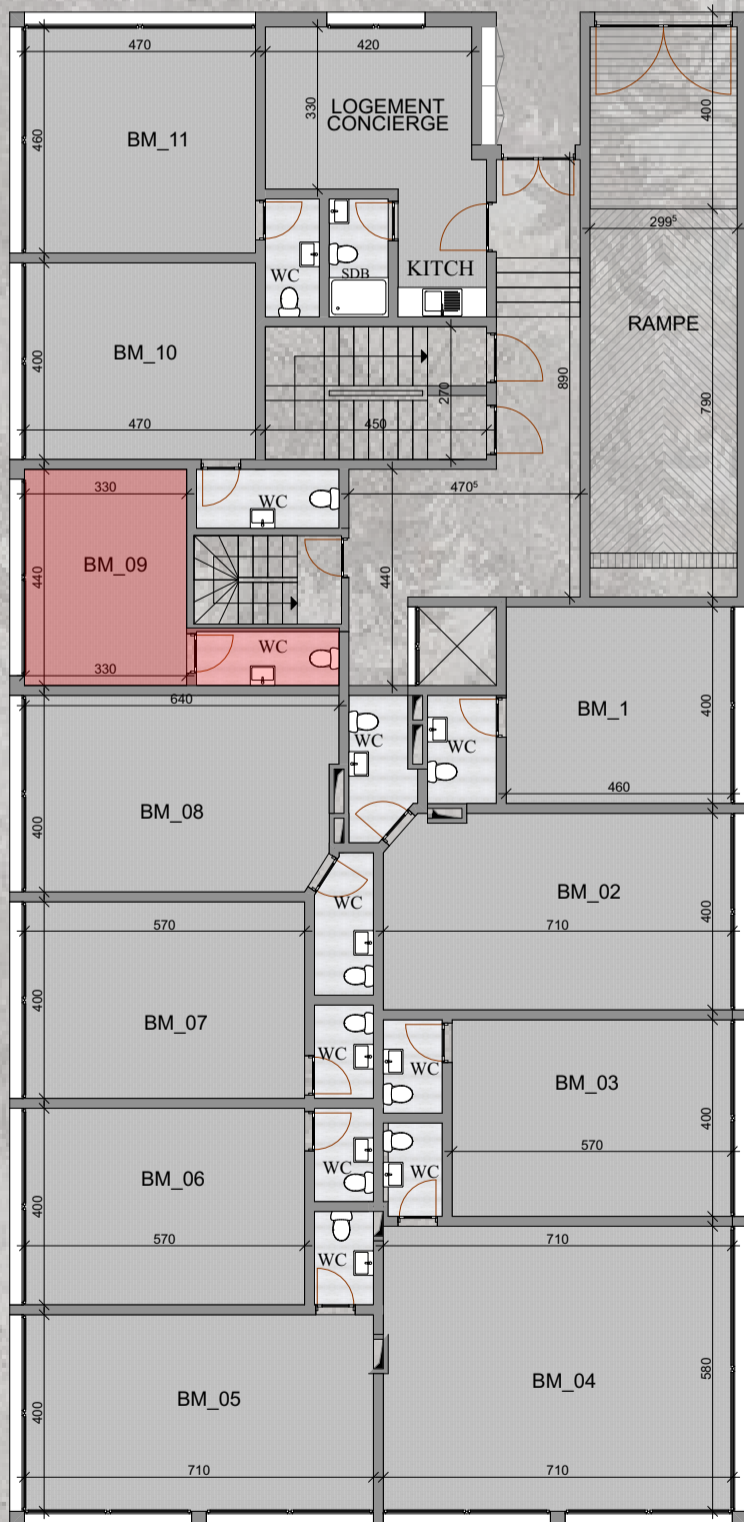 470
420
400
330
LOGEMENT
CONCIERGE
460
BM_11
299⁵
WC
SDB
KITCH
RAMPE
BM_10
400
270
890
790
470
450
330
WC
470⁵
BM_09
440
440
WC
330
640
BM_1
400
WC
WC
460
BM_08
400
BM_02
WC
400
570
710
BM_07
400
WC
WC
BM_03
400
570
WC
WC
BM_06
400
570
WC
710
BM_05
400
BM_04
580
710
710